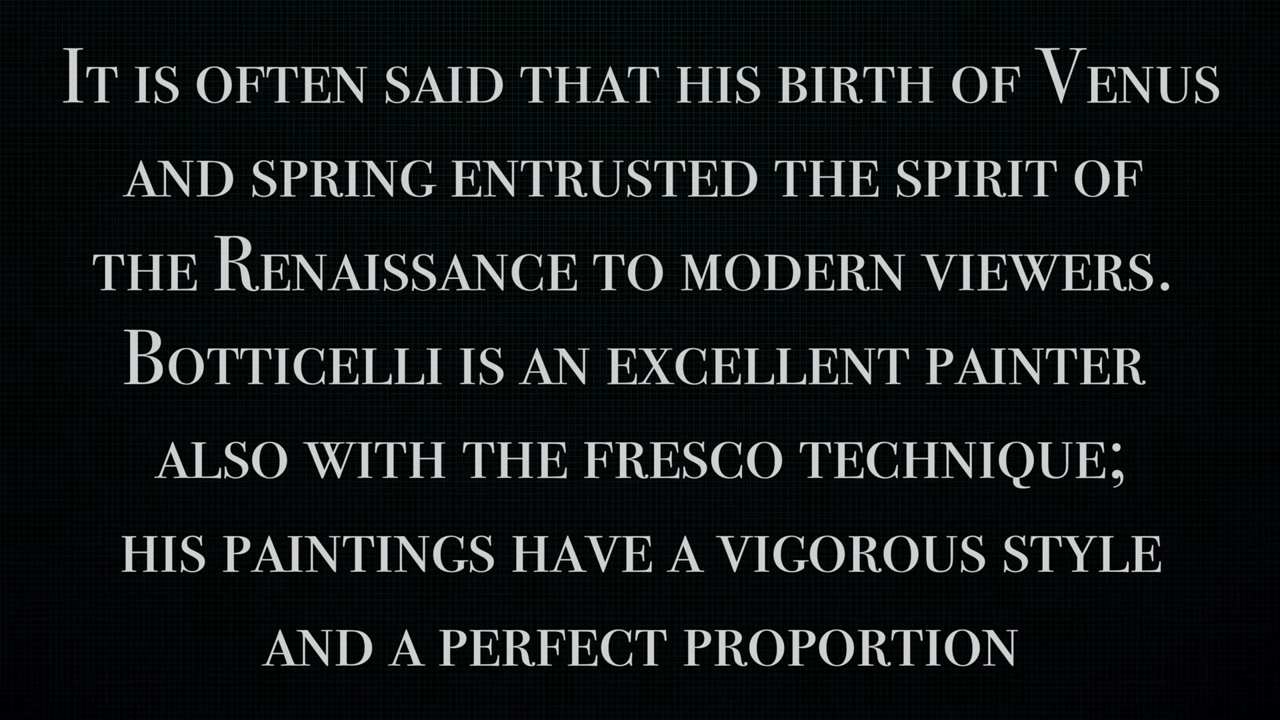 It is often said that his birth of Venus
and spring entrusted the spirit of
the Renaissance to modern viewers.
Botticelli is an excellent painter
also with the fresco technique;
his paintings have a vigorous style
and a perfect proportion